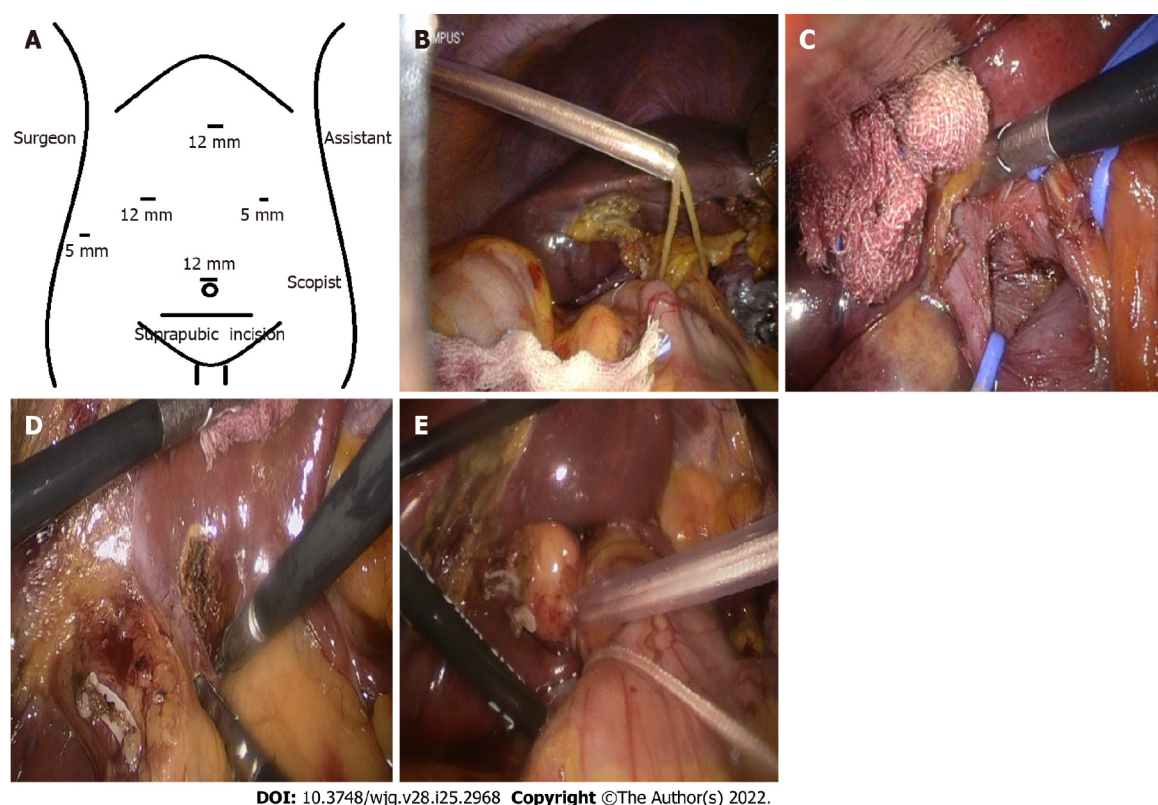 A
Surgeon
Assistant
12 mm
12 mm
5 mm
5 mm
12 mm
Scopist
Suprapubic incision
B
MPUS
C
D
E
DOI: 10.3748/wjg.v28.i25.2968 Copyright ©The Author(s) 2022.